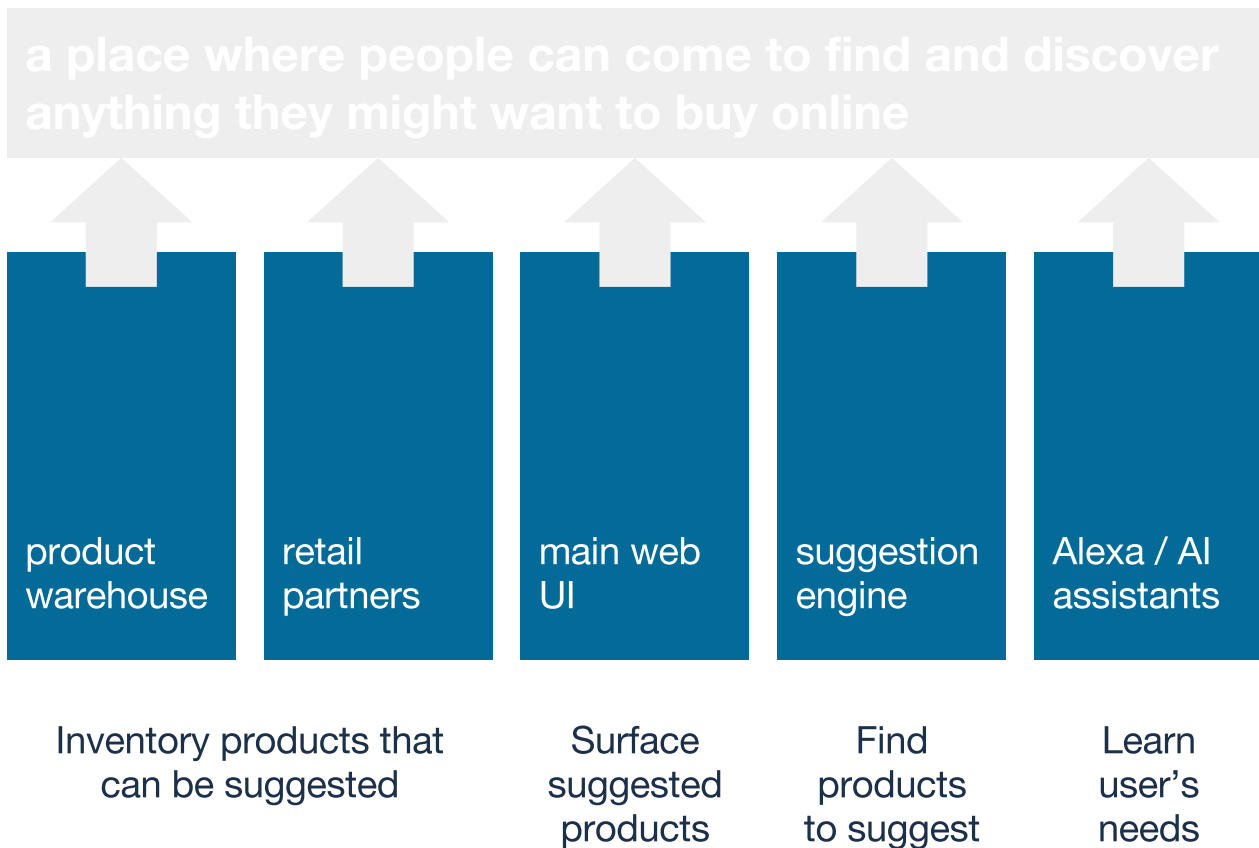 a place where people can come to find and discover
anything they might want to buy online
product
warehouse
retail
partners
main web
UI
suggestion
engine
Alexa / AI
assistants
Inventory products that
can be suggested
Surface
suggested
products
Find
products
to suggest
Learn
user’s
needs